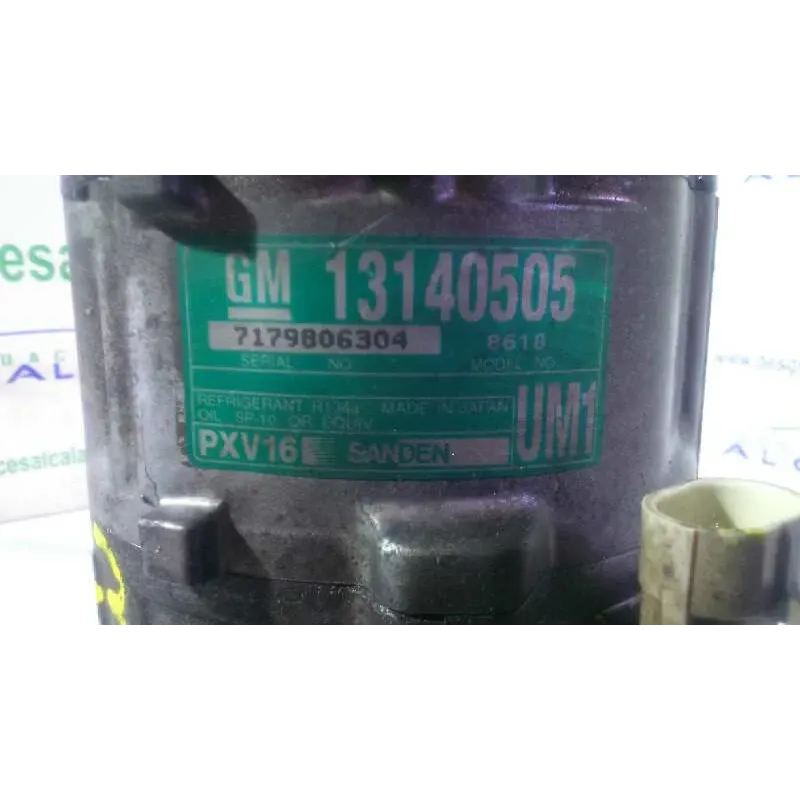 GM 13140505
7179806304 8618
SERIAL NO. MODEL NO.
REFRIGERANT R134a MADE IN JAPAN
OIL SP-10 OR EQUIV
UM1
PXV16 SANDEN